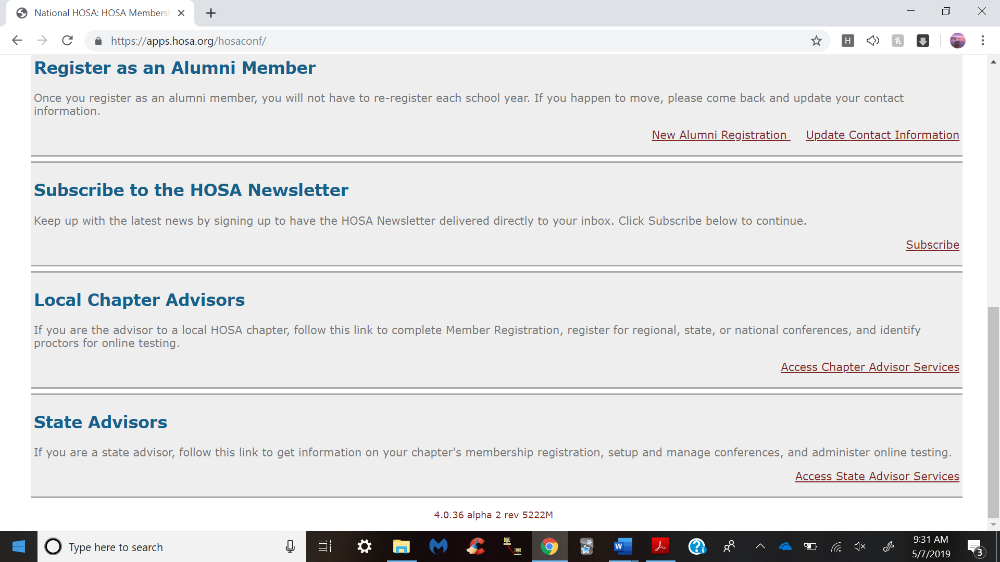 National HOSA: HOSA Membersh
https://apps.hosa.org/hosaconf/
H
Register as an Alumni Member
Once you register as an alumni member, you will not have to re-register each school year. If you happen to move, please come back and update your contact
information.
New Alumni Registration Update Contact Information
Subscribe to the HOSA Newsletter
Keep up with the latest news by signing up to have the HOSA Newsletter delivered directly to your inbox. Click Subscribe below to continue.
Subscribe
Local Chapter Advisors
If you are the advisor to a local HOSA chapter, follow this link to complete Member Registration, register for regional, state, or national conferences, and identify
proctors for online testing.
Access Chapter Advisor Services
State Advisors
If you are a state advisor, follow this link to get information on your chapter's membership registration, setup and manage conferences, and administer online testing.
Access State Advisor Services
4.0.36 alpha 2 rev 5222M
Type here to search
9:31 AM
5/7/2019
3